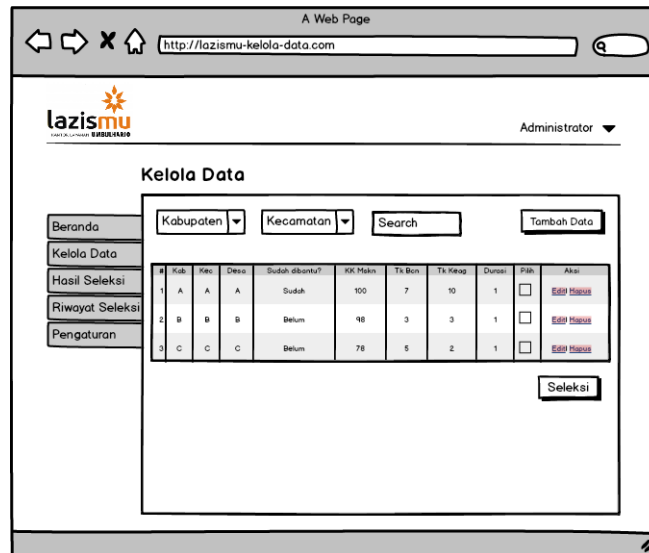 A Web Page
http://lazismu-kelola-data.com
lazismu
KANTOR LAYANAN UMBULHARJO
Administrator
Kelola Data
Beranda
Kelola Data
Hasil Seleksi
Riwayat Seleksi
Pengaturan
Kabupaten Kecamatan Search Tambah Data
# Kab Kec Desa Sudah dibantu? KK Mskn Tk Bcn Tk Keag Durasi Pilih Aksi
1 A A A Sudah 100 7 10 1 Edit Hapus
2 B B B Belum 98 3 3 1 Edit Hapus
3 C C C Belum 78 5 2 1 Edit Hapus
Seleksi